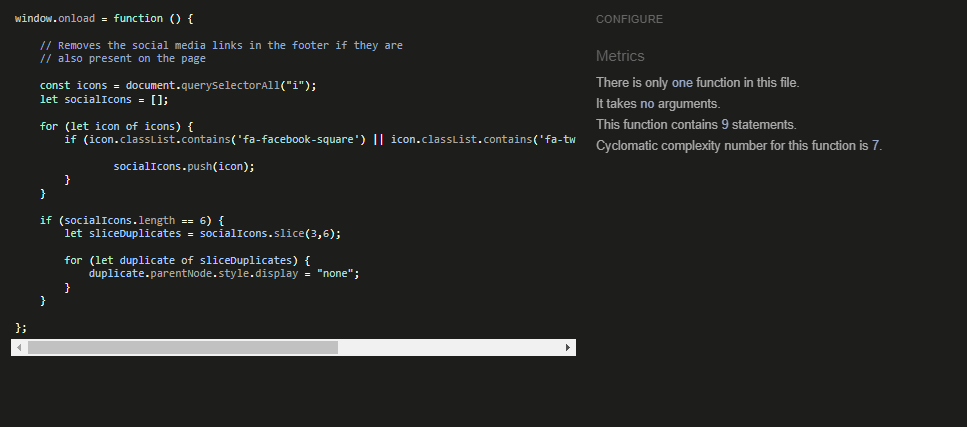 window.onload = function () {
// Removes the social media links in the footer if they are
// also present on the page
const icons = document.querySelectorAll("i");
let socialIcons = [];
for (let icon of icons) {
if (icon.classList.contains('fa-facebook-square') || icon.classList.contains('fa-tw
socialIcons.push(icon);
}
}
if (socialIcons.length == 6) {
let sliceDuplicates = socialIcons.slice(3,6);
for (let duplicate of sliceDuplicates) {
duplicate.parentNode.style.display = "none";
}
}
};
CONFIGURE
Metrics
There is only one function in this file.
It takes no arguments.
This function contains 9 statements.
Cyclomatic complexity number for this function is 7.